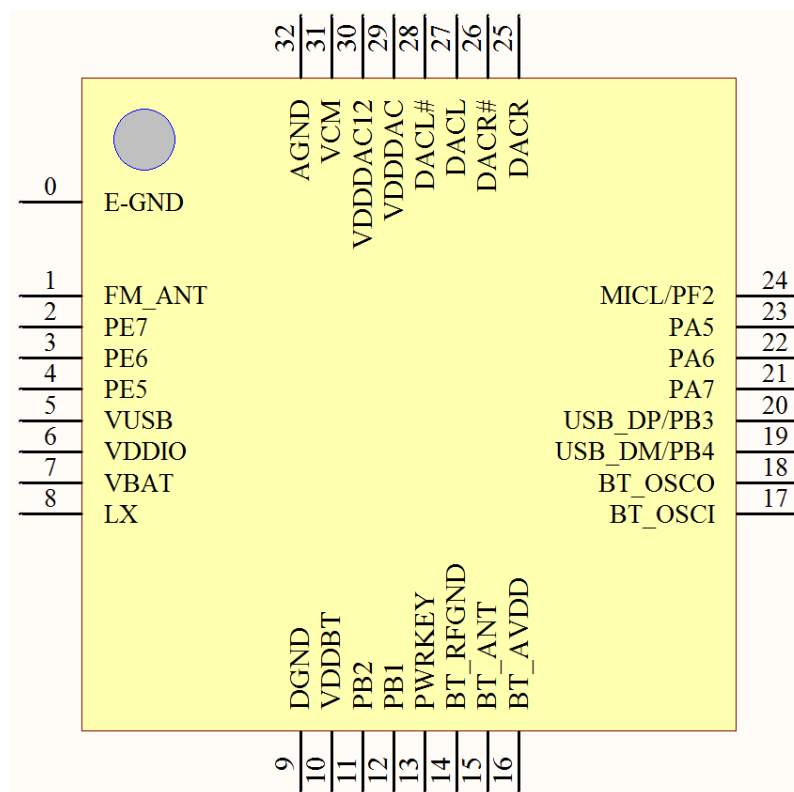 32 31 30 29 28 27 26 25
AGND VCM VDDDAC12 VDDDAC DACL# DACL DACR# DACR
0 E-GND
1 FM_ANT MICL/PF2 24
2 PE7 PA5 23
3 PE6 PA6 22
4 PE5 PA7 21
5 VUSB USB_DP/PB3 20
6 VDDIO USB_DM/PB4 19
7 VBAT BT_OSCO 18
8 LX BT_OSCI 17
DGND VDDBT PB2 PB1 PWRKEY BT_RFGND BT_ANT BT_AVDD
9 10 11 12 13 14 15 16